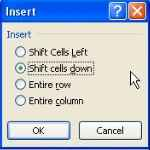 Insert
Insert
Shift Cells Left
Shift cells down
Entire row
Entire column
OK
Cancel